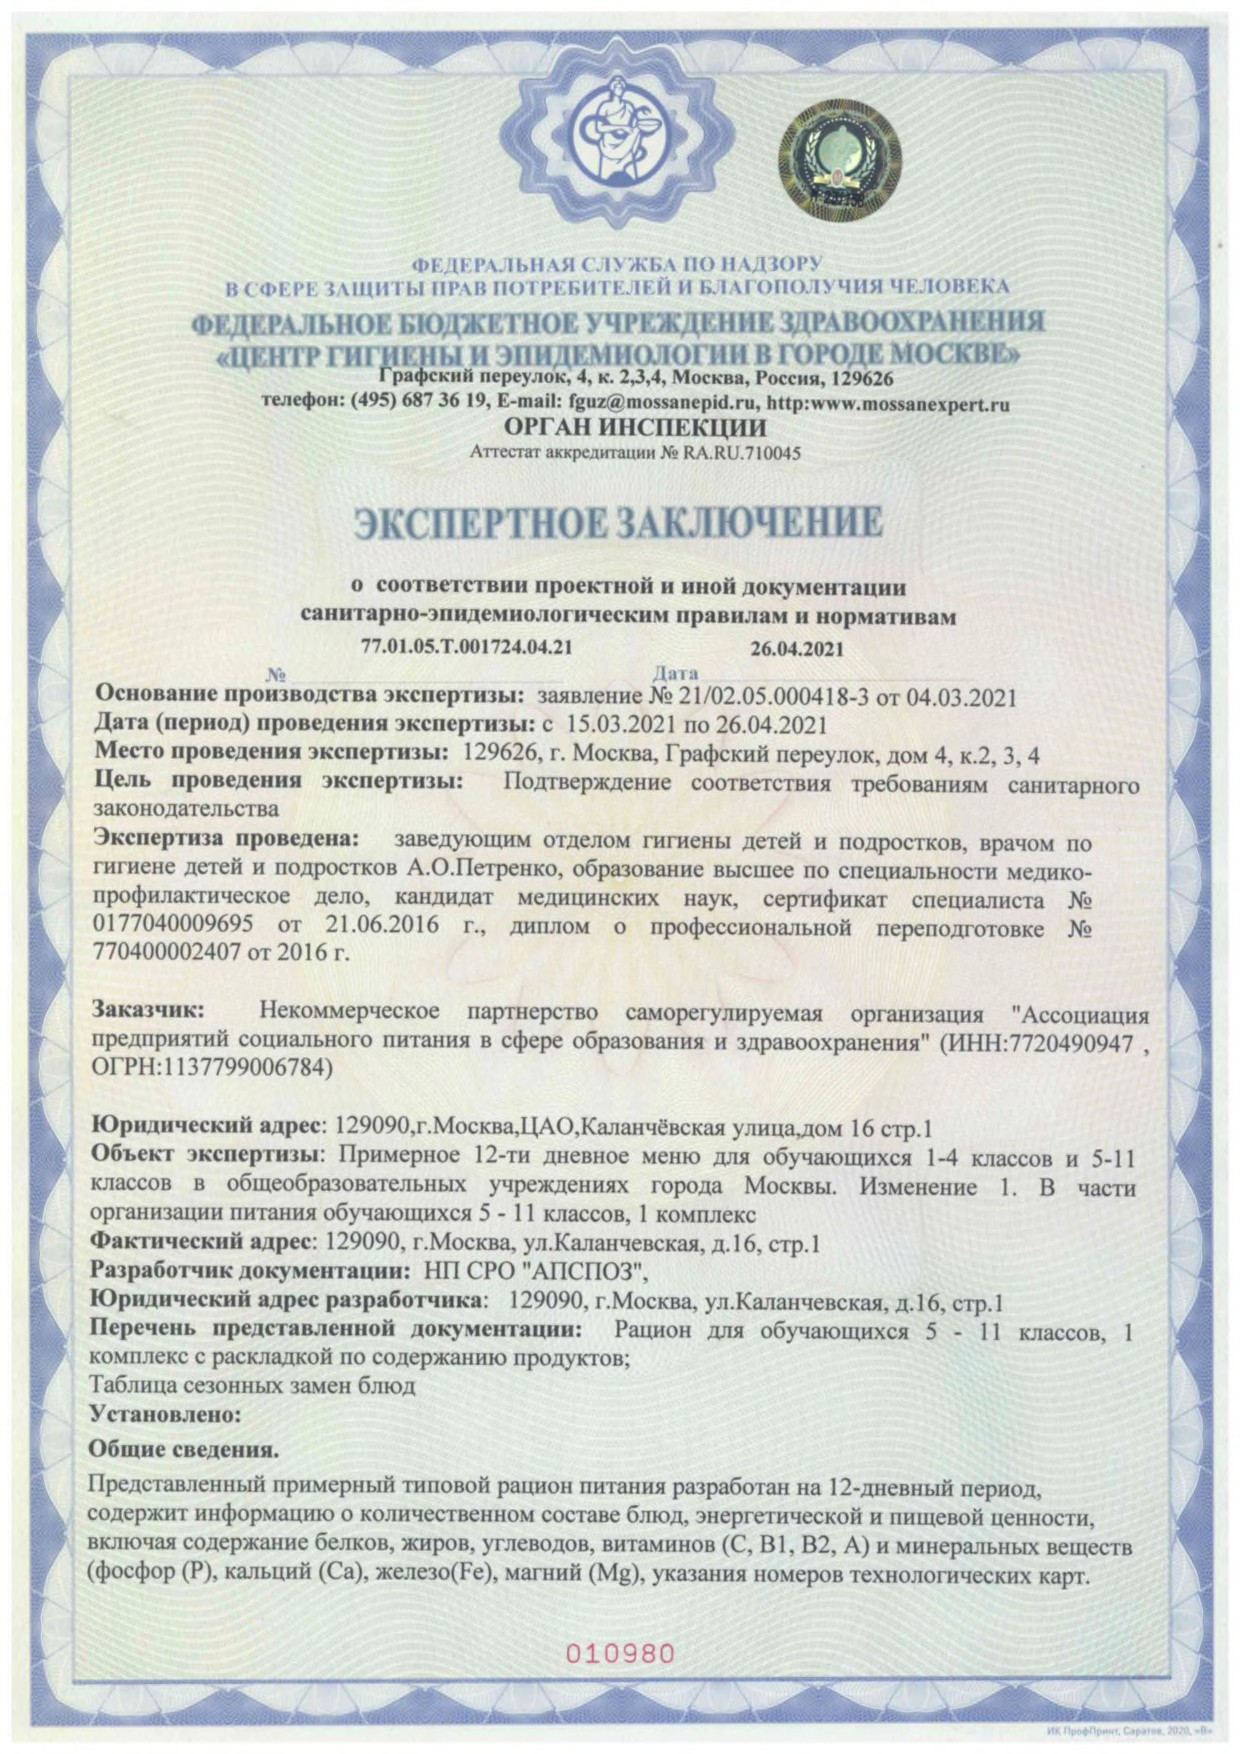 ФЕДЕРАЛЬНАЯ СЛУЖБА ПО НАДЗОРУ
В СФЕРЕ ЗАЩИТЫ ПРАВ ПОТРЕБИТЕЛЕЙ И БЛАГОПОЛУЧИЯ ЧЕЛОВЕКА
ФЕДЕРАЛЬНОЕ БЮДЖЕТНОЕ УЧРЕЖДЕНИЕ ЗДРАВООХРАНЕНИЯ
«ЦЕНТР ГИГИЕНЫ И ЭПИДЕМИОЛОГИИ В ГОРОДЕ МОСКВЕ»
Графский переулок, 4, к. 2,3,4, Москва, Россия, 129626
телефон: (495) 687 36 19, E-mail: fguz@mossanepid.ru, http:www.mossanexpert.ru
ОРГАН ИНСПЕКЦИИ
Аттестат аккредитации № RA.RU.710045
ЭКСПЕРТНОЕ ЗАКЛЮЧЕНИЕ
о соответствии проектной и иной документации
санитарно-эпидемиологическим правилам и нормативам
77.01.05.Т.001724.04.21 26.04.2021
№ Дата
Основание производства экспертизы: заявление № 21/02.05.000418-3 от 04.03.2021
Дата (период) проведения экспертизы: с 15.03.2021 по 26.04.2021
Место проведения экспертизы: 129626, г. Москва, Графский переулок, дом 4, к.2, 3, 4
Цель проведения экспертизы: Подтверждение соответствия требованиям санитарного
законодательства
Экспертиза проведена: заведующим отделом гигиены детей и подростков, врачом по
гигиене детей и подростков А.О.Петренко, образование высшее по специальности медико-
профилактическое дело, кандидат медицинских наук, сертификат специалиста №
0177040009695 от 21.06.2016 г., диплом о профессиональной переподготовке №
770400002407 от 2016 г.
Заказчик: Некоммерческое партнерство саморегулируемая организация "Ассоциация
предприятий социального питания в сфере образования и здравоохранения" (ИНН:7720490947 ,
ОГРН:1137799006784)
Юридический адрес: 129090,г.Москва,ЦАО,Каланчёвская улица,дом 16 стр.1
Объект экспертизы: Примерное 12-ти дневное меню для обучающихся 1-4 классов и 5-11
классов в общеобразовательных учреждениях города Москвы. Изменение 1. В части
организации питания обучающихся 5 - 11 классов, 1 комплекс
Фактический адрес: 129090, г.Москва, ул.Каланчевская, д.16, стр.1
Разработчик документации: НП СРО "АПСПОЗ",
Юридический адрес разработчика: 129090, г.Москва, ул.Каланчевская, д.16, стр.1
Перечень представленной документации: Рацион для обучающихся 5 - 11 классов, 1
комплекс с раскладкой по содержанию продуктов;
Таблица сезонных замен блюд
Установлено:
Общие сведения.
Представленный примерный типовой рацион питания разработан на 12-дневный период,
содержит информацию о количественном составе блюд, энергетической и пищевой ценности,
включая содержание белков, жиров, углеводов, витаминов (С, В1, В2, А) и минеральных веществ
(фосфор (Р), кальций (Са), железо(Fe), магний (Mg), указания номеров технологических карт.
010980
ИК ПрофПринт, Саратов, 2020, «В»